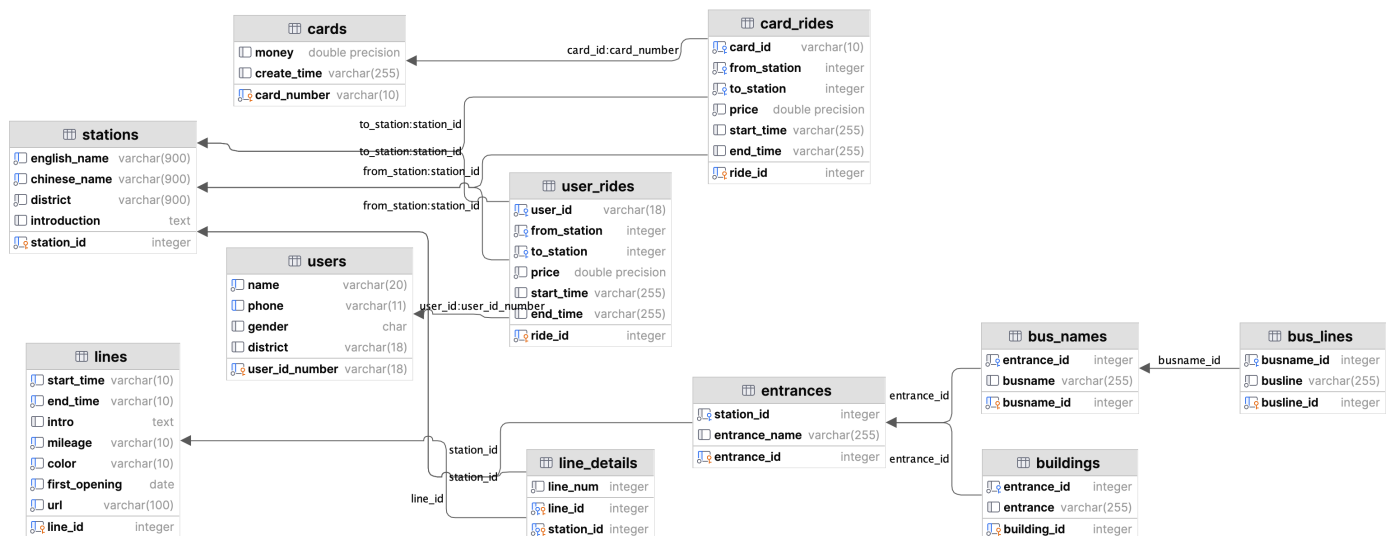 cards
money double precision
create_time varchar(255)
card_number varchar(10)
card_rides
card_id varchar(10)
from_station integer
to_station integer
price double precision
start_time varchar(255)
end_time varchar(255)
ride_id integer
card_id:card_number
to_station:station_id
to_station:station_id
from_station:station_id
from_station:station_id
stations
english_name varchar(900)
chinese_name varchar(900)
district varchar(900)
introduction text
station_id integer
user_rides
user_id varchar(18)
from_station integer
to_station integer
price double precision
start_time varchar(255)
end_time varchar(255)
ride_id integer
users
name varchar(20)
phone varchar(11)
gender char
district varchar(18)
user_id_number varchar(18)
user_id:user_id_number
lines
start_time varchar(10)
end_time varchar(10)
intro text
mileage varchar(10)
color varchar(10)
first_opening date
url varchar(100)
line_id integer
bus_names
entrance_id integer
busname varchar(255)
busname_id integer
busname_id
bus_lines
busname_id integer
busline varchar(255)
busline_id integer
entrances
station_id integer
entrance_name varchar(255)
entrance_id integer
entrance_id
entrance_id
station_id
station_id
line_id
line_details
line_num integer
line_id integer
station_id integer
buildings
entrance_id integer
entrance varchar(255)
building_id integer